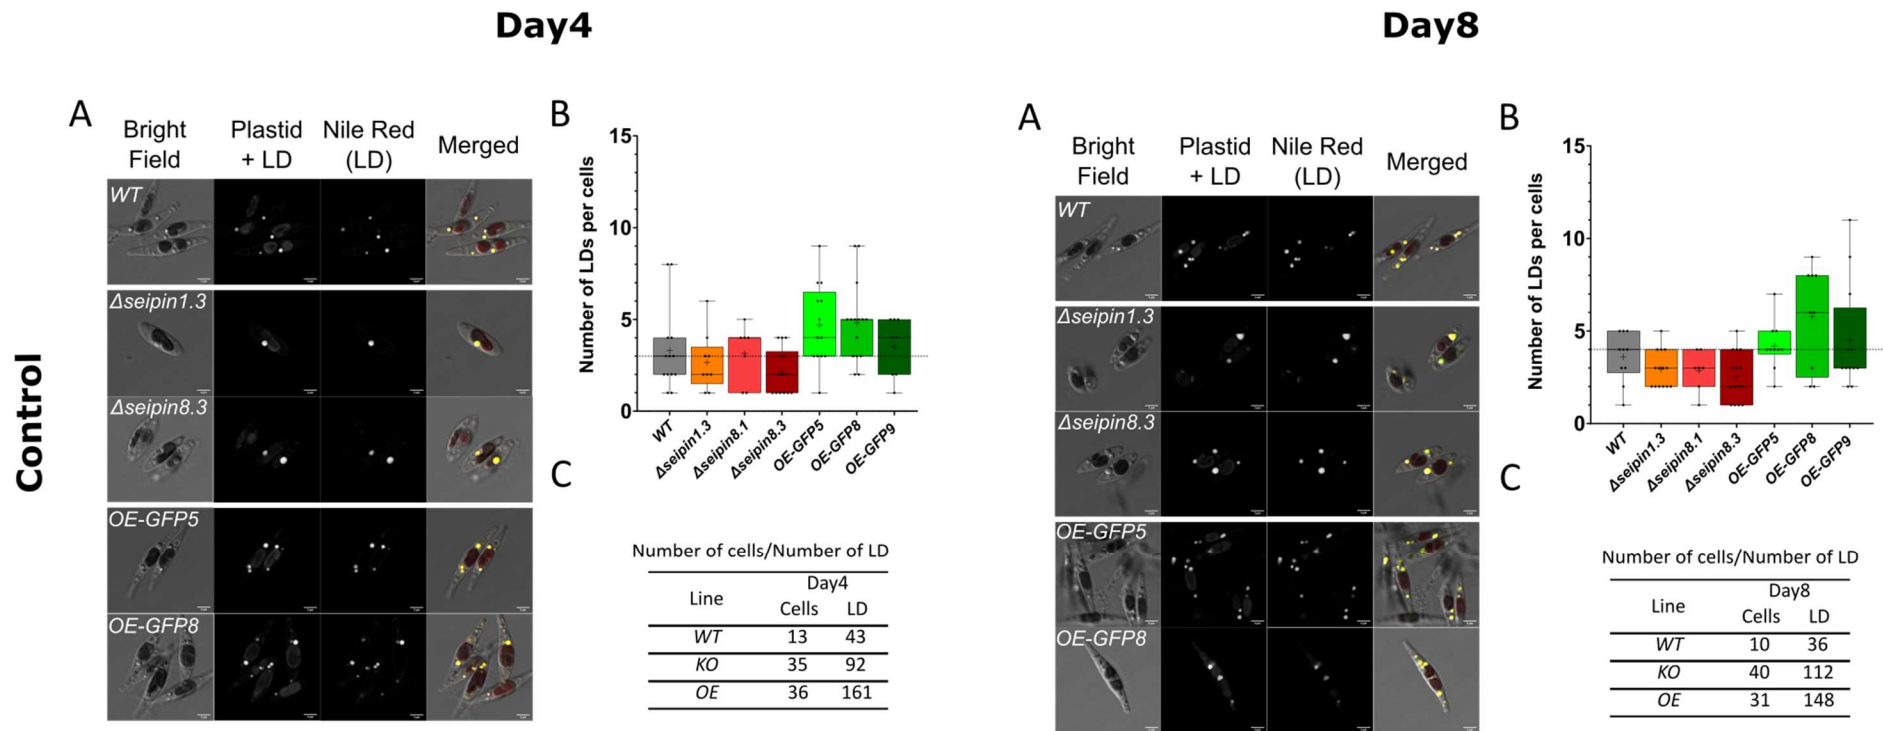 Day4
Day8
Control
A
Bright Field
Plastid + LD
Nile Red (LD)
Merged
WT
Δseipin1.3
Δseipin8.3
OE-GFP5
OE-GFP8
B
Number of LDs per cells
15
10
5
0
WT
Δseipin1.3
Δseipin8.1
Δseipin8.3
OE-GFP5
OE-GFP8
OE-GFP9
C
Number of cells/Number of LD
Day4
Line Cells LD
WT 13 43
KO 35 92
OE 36 161
A
Bright Field
Plastid + LD
Nile Red (LD)
Merged
WT
Δseipin1.3
Δseipin8.3
OE-GFP5
OE-GFP8
B
Number of LDs per cells
15
10
5
0
WT
Δseipin1.3
Δseipin8.1
Δseipin8.3
OE-GFP5
OE-GFP8
OE-GFP9
C
Number of cells/Number of LD
Day8
Line Cells LD
WT 10 36
KO 40 112
OE 31 148